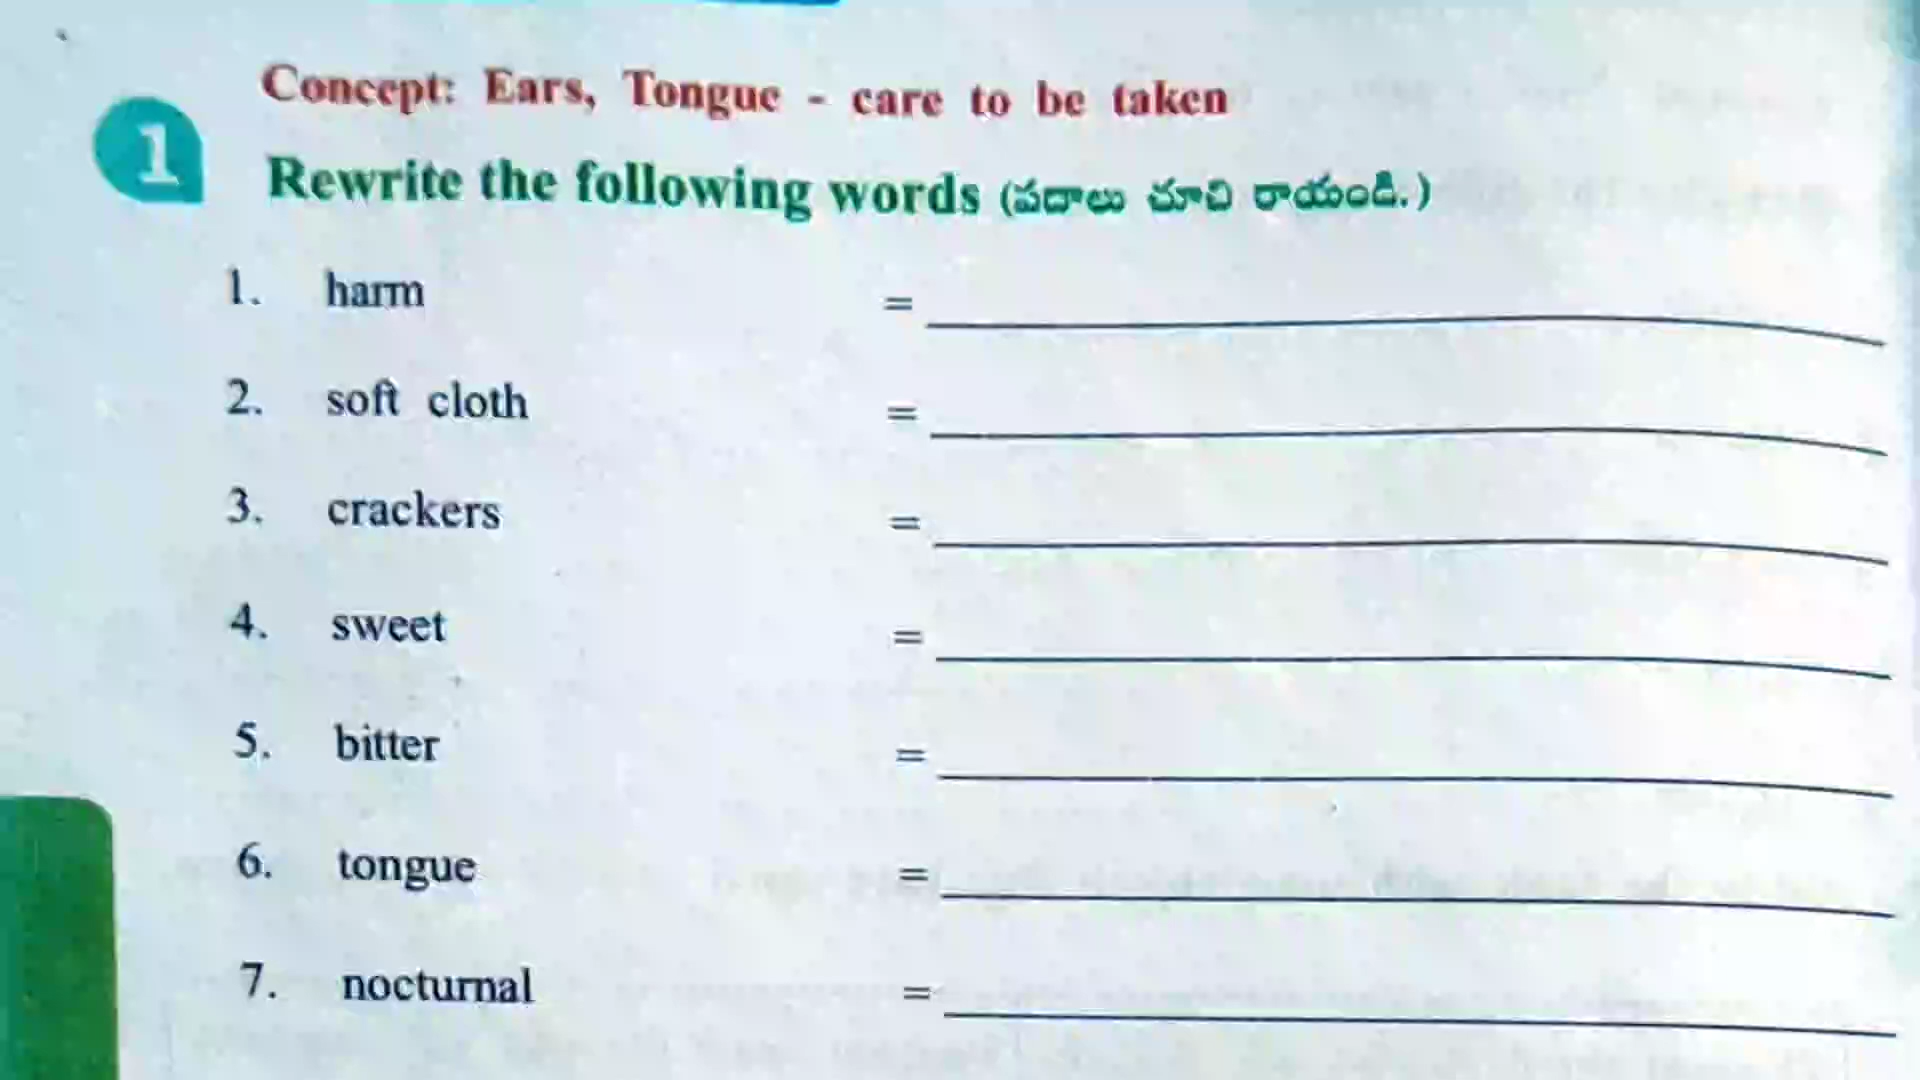 Concept: Ears, Tongue - care to be taken
1
Rewrite the following words (పదాలు చూచి రాయండి.)
1. harm =
2. soft cloth =
3. crackers =
4. sweet =
5. bitter =
6. tongue =
7. nocturnal =